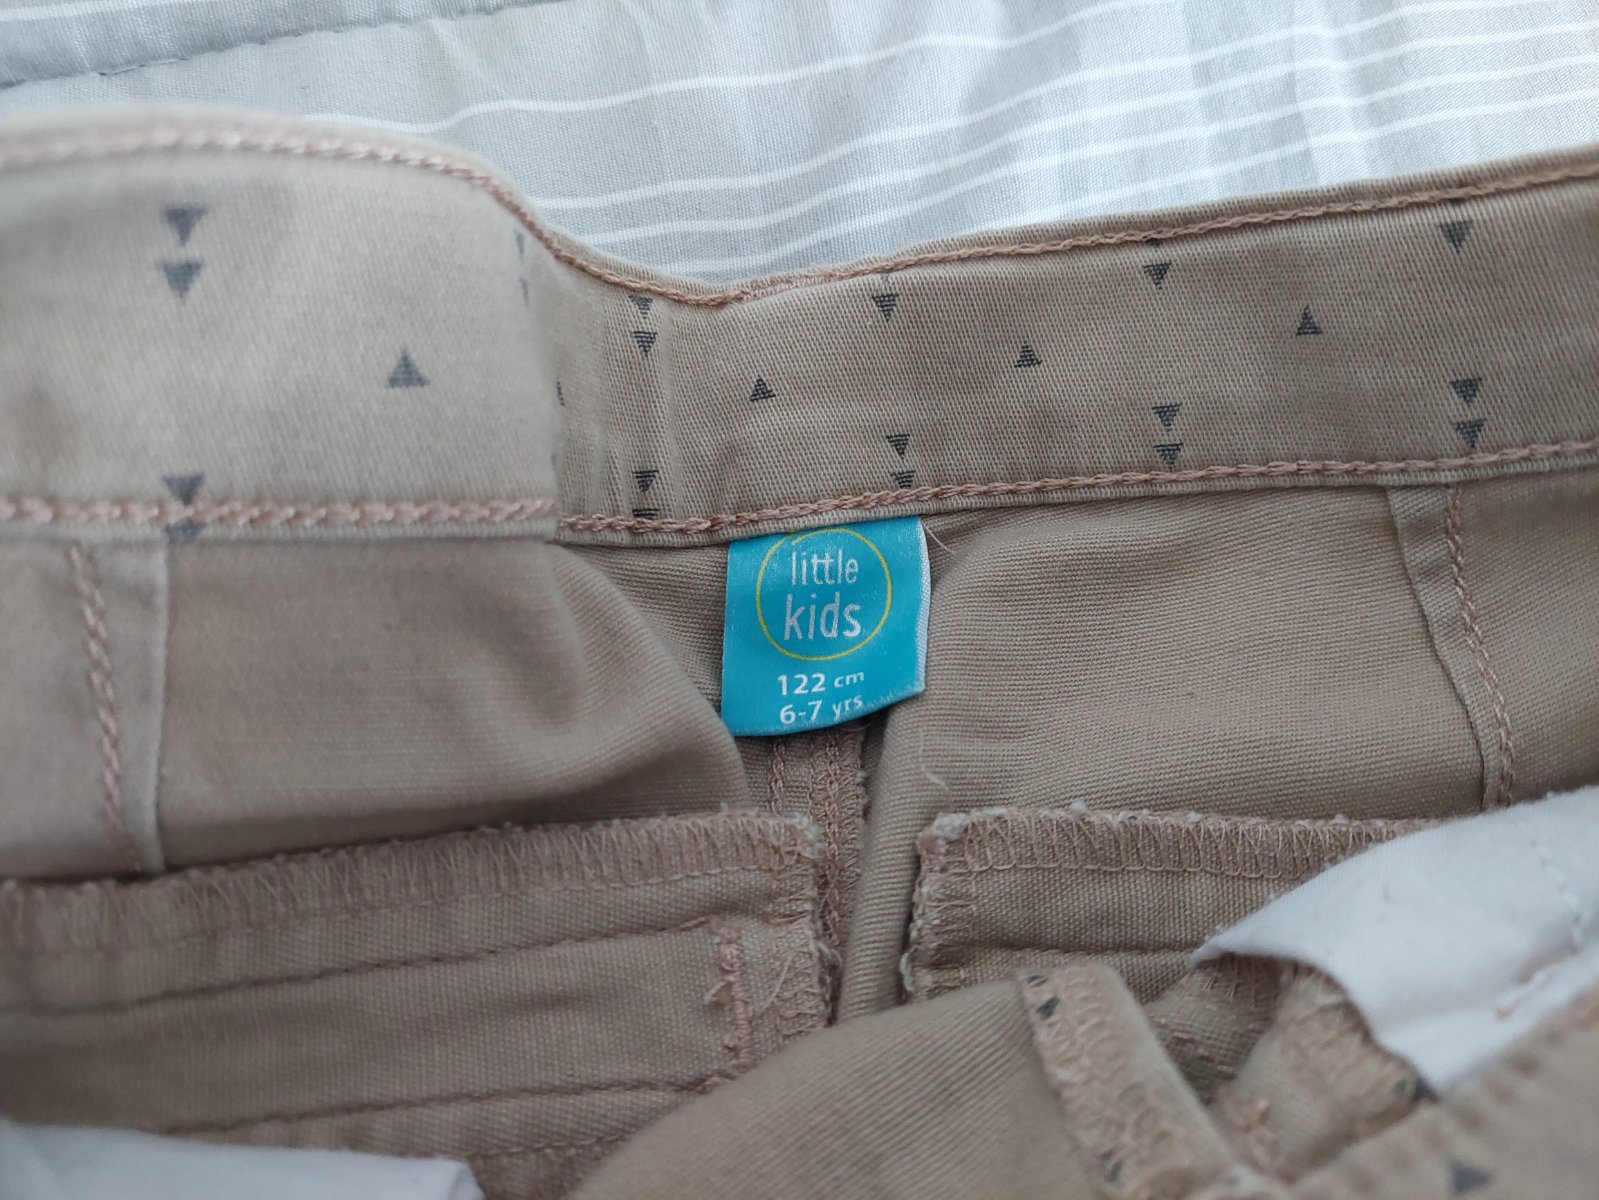 little
kids
122 cm
6-7 yrs